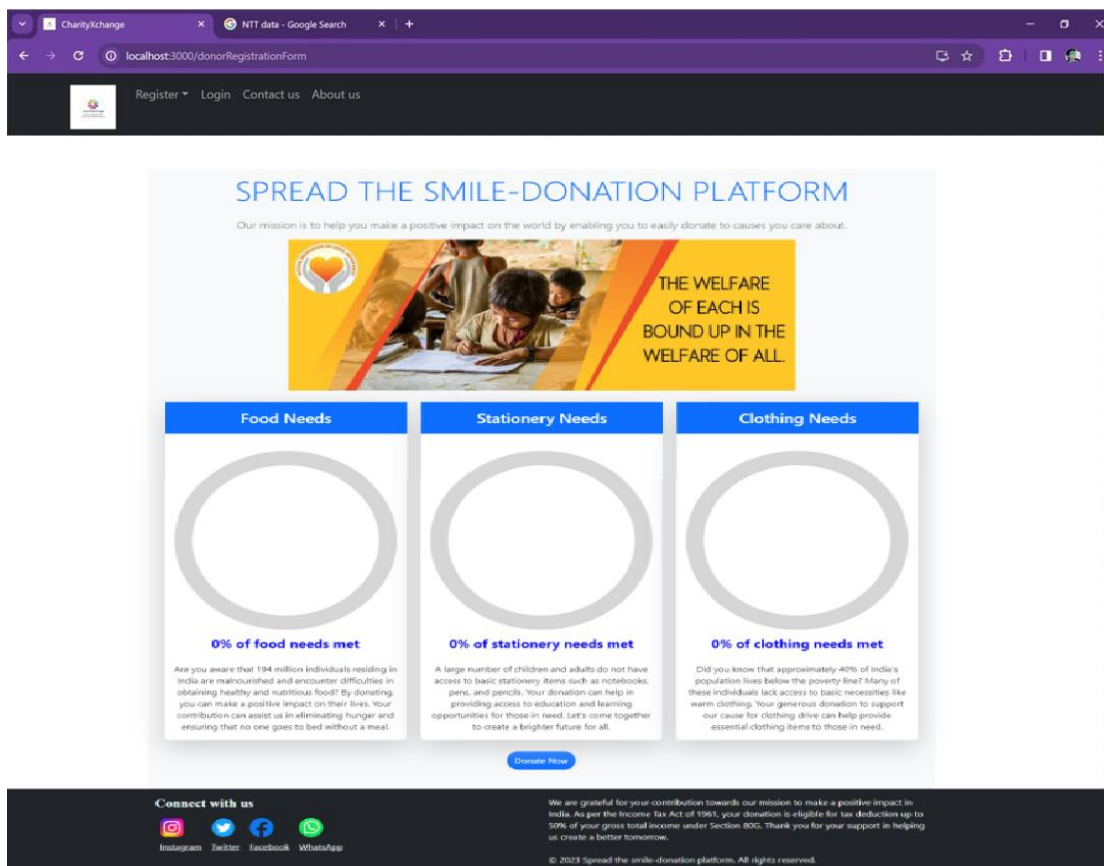 CharityXchange
NTT data - Google Search
localhost:3000/donorRegistrationForm
Register Login Contact us About us
SPREAD THE SMILE-DONATION PLATFORM
Our mission is to help you make a positive impact on the world by enabling you to easily donate to causes you care about.
THE WELFARE
OF EACH IS
BOUND UP IN THE
WELFARE OF ALL.
Food Needs
0% of food needs met
Are you aware that 194 million individuals residing in
India are malnourished and encounter difficulties in
obtaining healthy and nutritious food? By donating,
you can make a positive impact on their lives. Your
contribution can assist us in eliminating hunger and
ensuring that no one goes to bed without a meal.
Stationery Needs
0% of stationery needs met
A large number of children and adults do not have
access to basic stationery items such as notebooks,
pens, and pencils. Your donation can help in
providing access to education and learning
opportunities for those in need. Let's come together
to create a brighter future for all.
Clothing Needs
0% of clothing needs met
Did you know that approximately 40% of India's
population lives below the poverty line? Many of
these individuals lack access to basic necessities like
warm clothing. Your generous donation to support
our cause for clothing drive can help provide
essential clothing items to those in need.
Donate Now
Connect with us
Instagram Twitter Facebook WhatsApp
We are grateful for your contribution towards our mission to make a positive impact in
India. As per the Income Tax Act of 1961, your donation is eligible for tax deduction up to
50% of your gross total income under Section 80G. Thank you for your support in helping
us create a better tomorrow.
© 2023 Spread the smile-donation platform. All rights reserved.